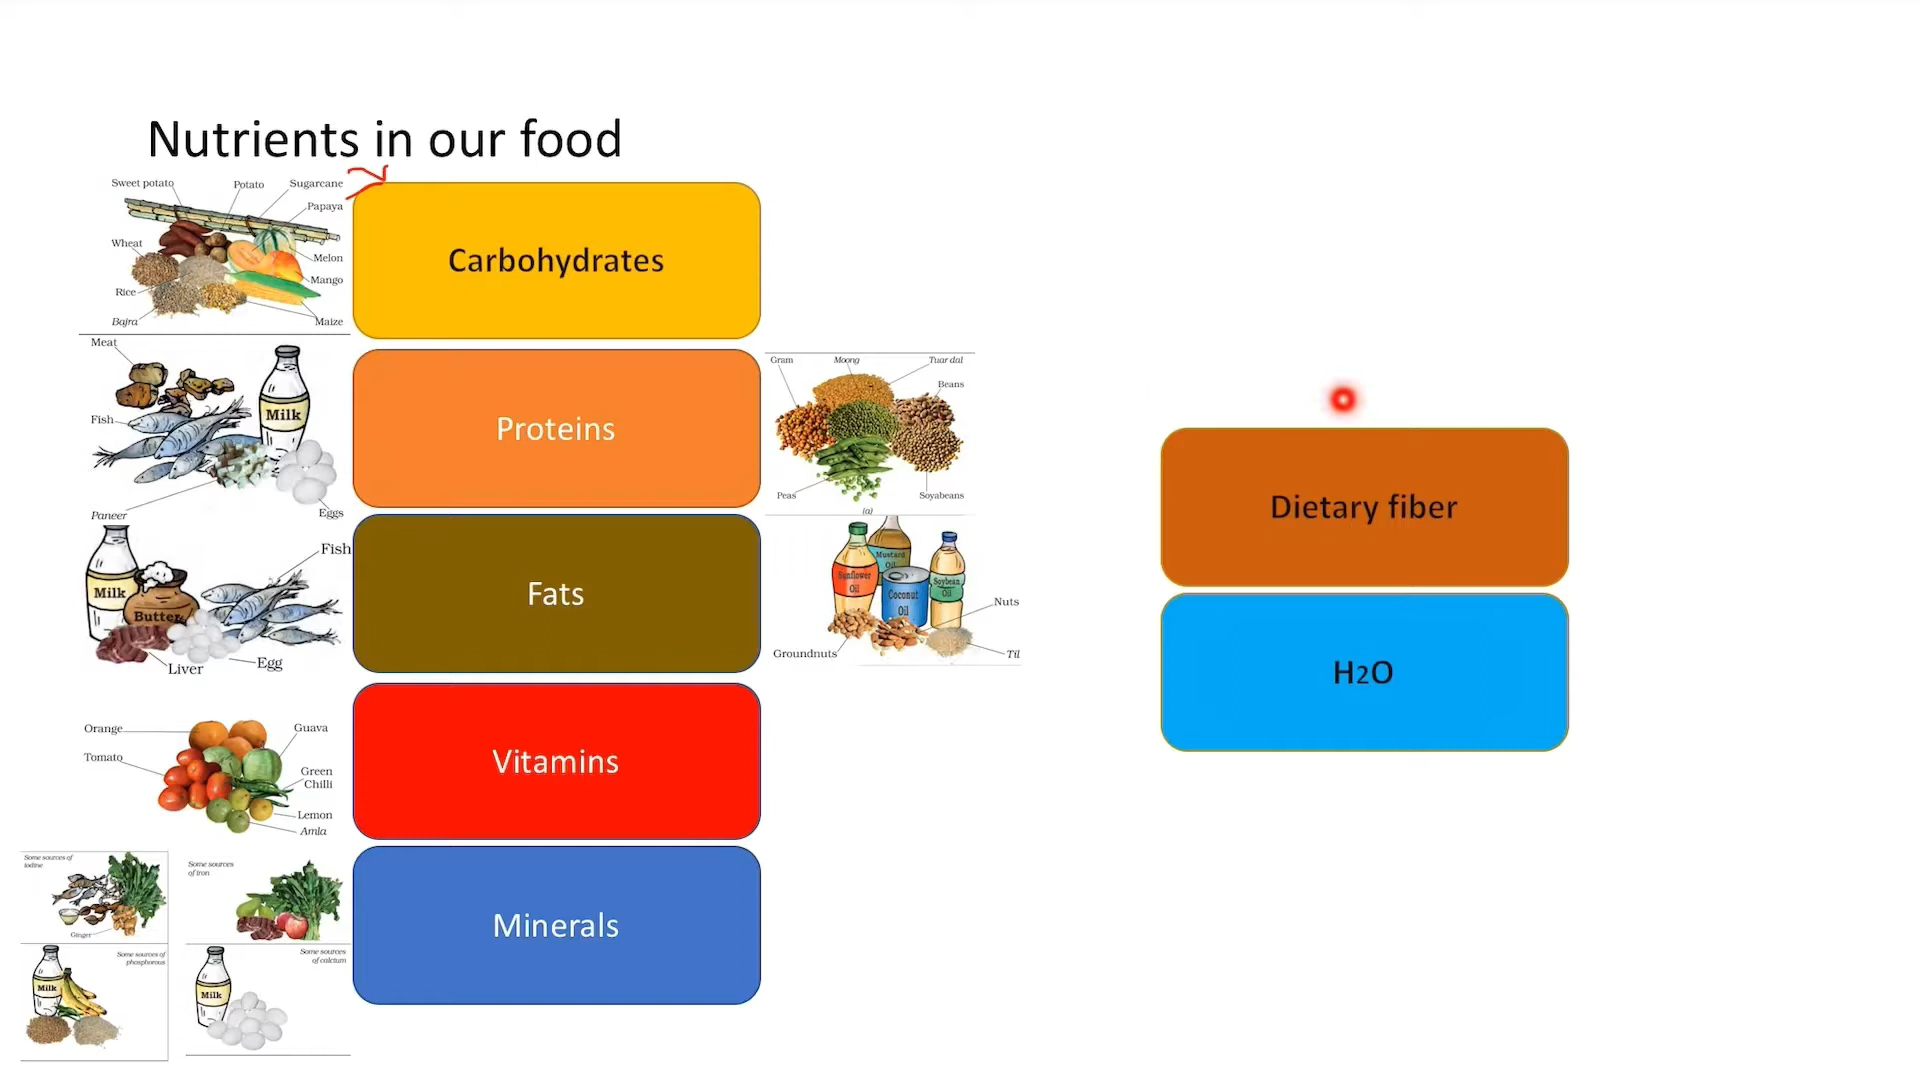 Nutrients in our food
Sweet potato
Potato
Sugarcane
Papaya
Wheat
Melon
Mango
Rice
Bajra
Maize
Carbohydrates
Meat
Milk
Fish
Paneer
Eggs
Proteins
Gram
Moong
Tuar dal
Beans
Peas
Soyabeans
(a)
Fish
Milk
Butter
Liver
Egg
Fats
Mustard
Oil
Sunflower
Oil
Coconut
Oil
Soybean
Oil
Nuts
Groundnuts
Til
Orange
Guava
Tomato
Green
Chilli
Lemon
Amla
Vitamins
Some sources of
iodine
Ginger
Some sources
of iron
Some sources of
phosphorous
Milk
Some sources
of calcium
Milk
Minerals
Dietary fiber
H2O